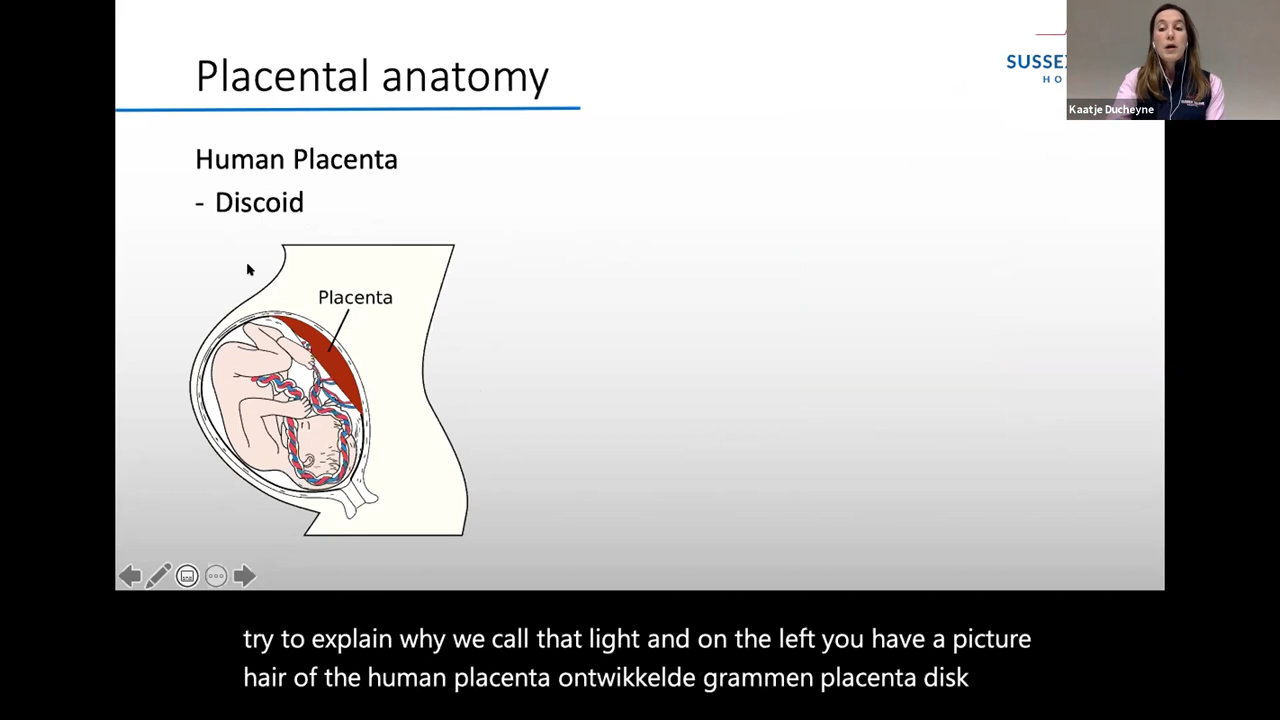 Placental anatomy
SUSSE
HO
Kaatje Ducheyne
Human Placenta
- Discoid
Placenta
try to explain why we call that light and on the left you have a picture
hair of the human placenta ontwikkelde grammen placenta disk